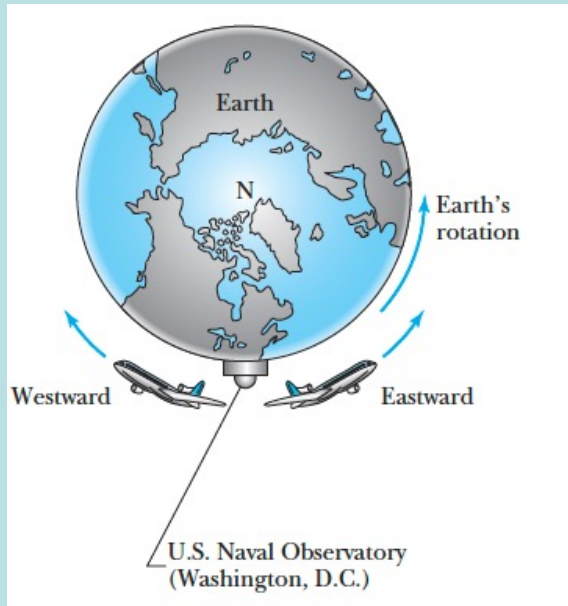 Earth
N
Earth's
rotation
Westward
Eastward
U.S. Naval Observatory
(Washington, D.C.)